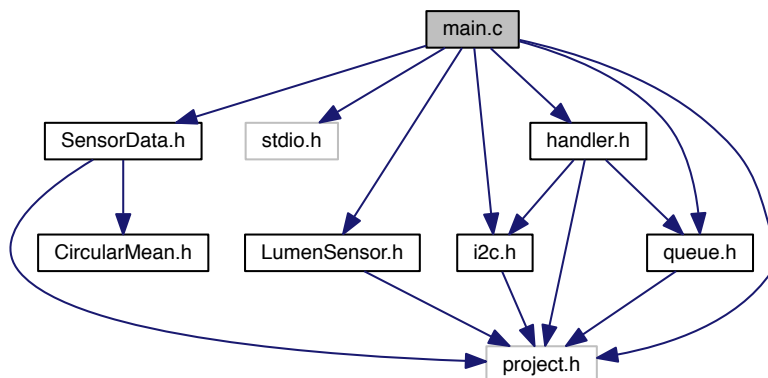 main.c
SensorData.h
stdio.h
handler.h
CircularMean.h
LumenSensor.h
i2c.h
queue.h
project.h